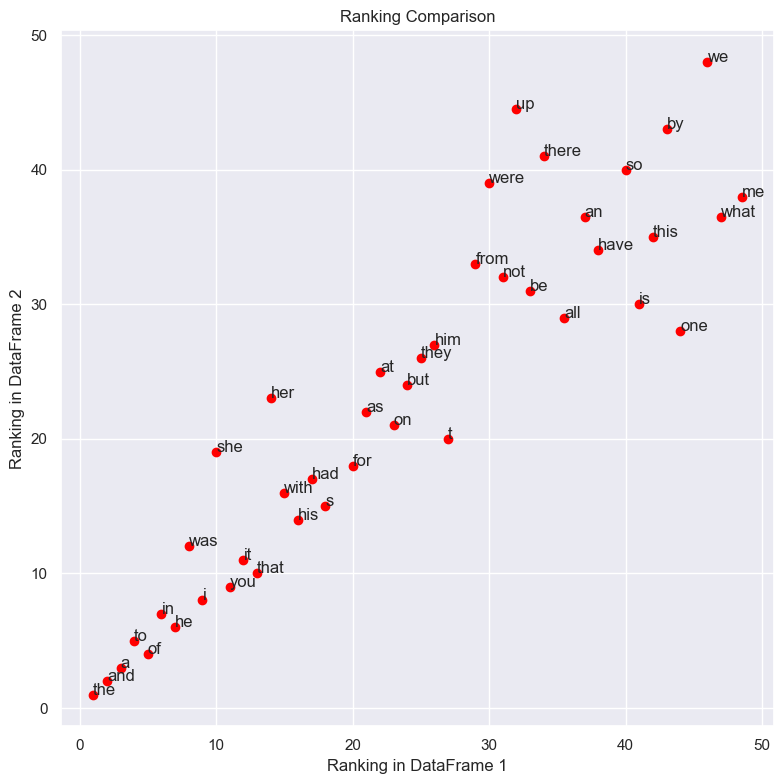 Ranking Comparison
50
we
up
by
there
so
40
were
me
an
what
this
have
from
not
be
is
30
all
one
him
they
at
but
her
as
on
t
20
she
for
had
with
s
his
was
it
that
10
you
i
in
he
to
of
a
and
the
0
0 10 20 30 40 50
Ranking in DataFrame 1
Ranking in DataFrame 2